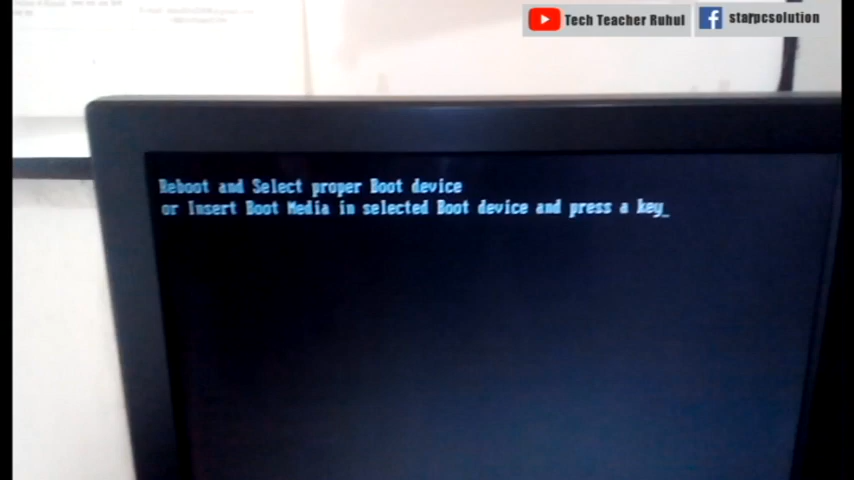 Tech Teacher Ruhul
starpcsolution
Reboot and Select proper Boot device
or Insert Boot Media in selected Boot device and press a key_